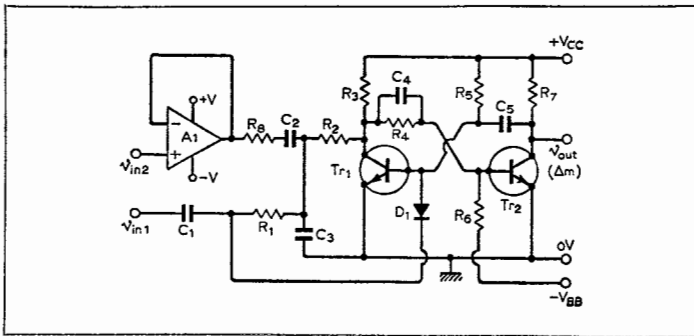 +VCC
C4
R3
R4
R5
C5
R7
+V
A1
−
+
−V
R8
C2
R2
vin2
vout
(Δm)
Tr1
Tr2
D1
R6
vin1
C1
R1
C3
0V
−VBB